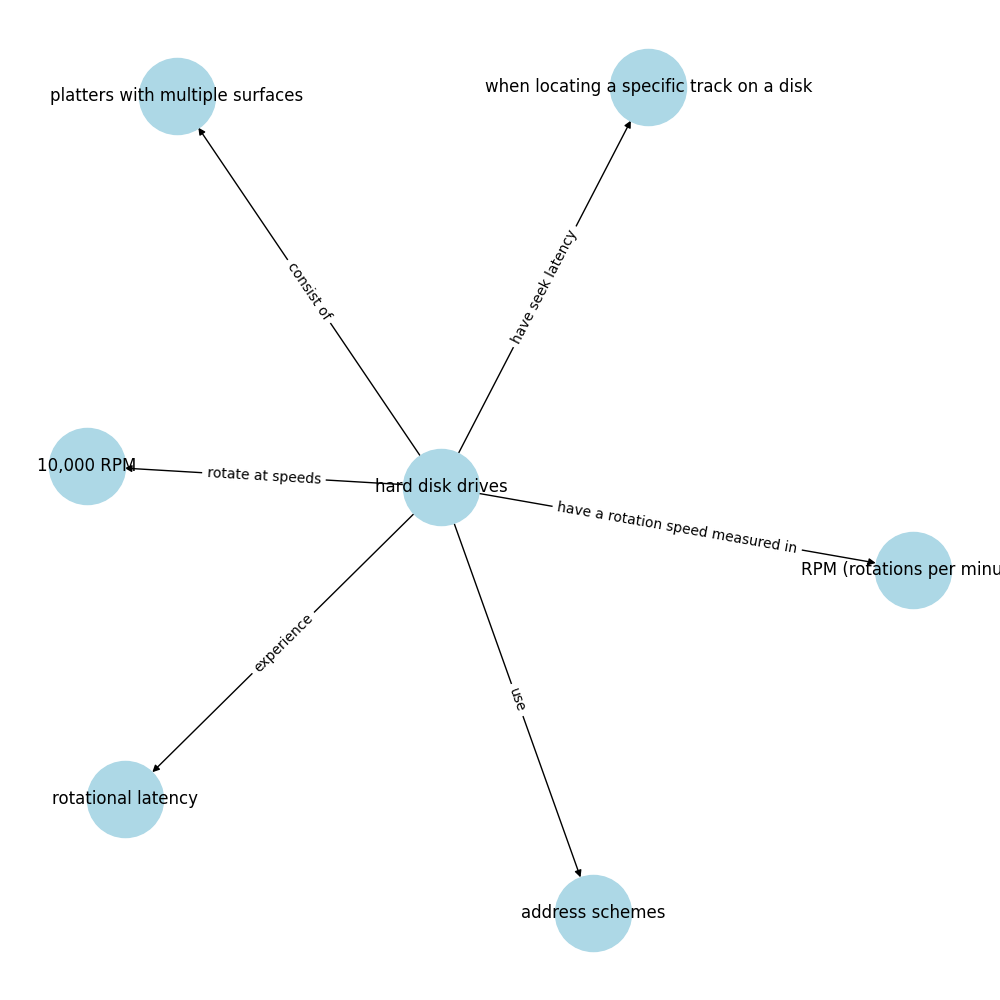 platters with multiple surfaces
when locating a specific track on a disk
consist of
have seek latency
10,000 RPM
rotate at speeds
hard disk drives
have a rotation speed measured in
RPM (rotations per minu
experience
use
rotational latency
address schemes